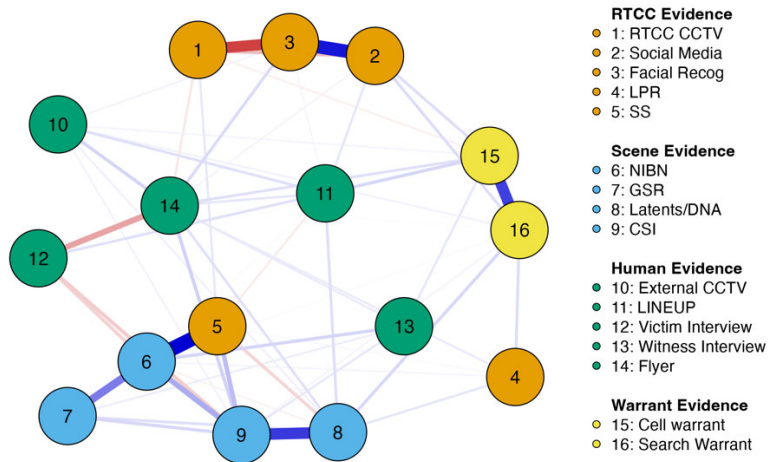 1
3
2
10
15
11
14
16
12
5
13
6
4
7
9
8
RTCC Evidence
1: RTCC CCTV
2: Social Media
3: Facial Recog
4: LPR
5: SS
Scene Evidence
6: NIBN
7: GSR
8: Latents/DNA
9: CSI
Human Evidence
10: External CCTV
11: LINEUP
12: Victim Interview
13: Witness Interview
14: Flyer
Warrant Evidence
15: Cell warrant
16: Search Warrant